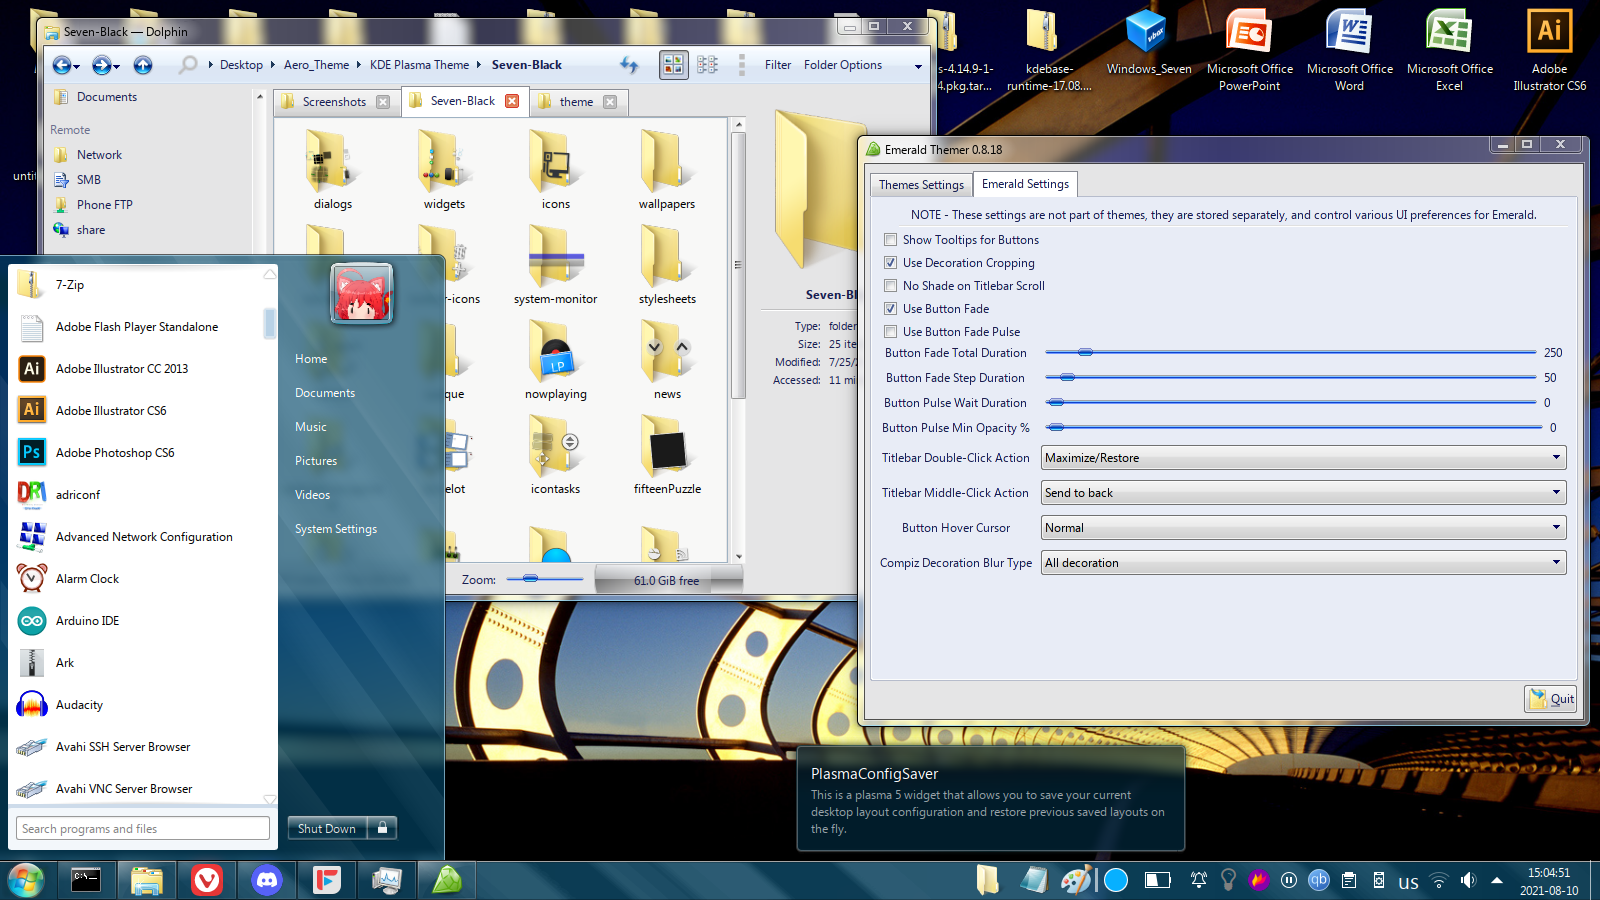 Seven-Black — Dolphin
Desktop
Aero_Theme
KDE Plasma Theme
Seven-Black
Filter
Folder Options
Documents
Remote
Network
SMB
Phone FTP
share
Screenshots
Seven-Black
theme
dialogs
widgets
icons
wallpapers
system-monitor
stylesheets
nowplaying
LP
news
icontasks
fifteenPuzzle
Type: folder
Modified: 7/25/
Zoom:
61.0 GiB free
kdebase-
runtime-17.08....
Windows_Seven
vbox
Microsoft Office
PowerPoint
Microsoft Office
Word
Microsoft Office
Excel
Ai
Adobe
Illustrator CS6
s-4.14.9-1-
4.pkg.tar...
Emerald Themer 0.8.18
Themes Settings
Emerald Settings
NOTE - These settings are not part of themes, they are stored separately, and control various UI preferences for Emerald.
Show Tooltips for Buttons
Use Decoration Cropping
No Shade on Titlebar Scroll
Use Button Fade
Use Button Fade Pulse
Button Fade Total Duration 250
Button Fade Step Duration 50
Button Pulse Wait Duration 0
Button Pulse Min Opacity % 0
Titlebar Double-Click Action Maximize/Restore
Titlebar Middle-Click Action Send to back
Button Hover Cursor Normal
Compiz Decoration Blur Type All decoration
Quit
7-Zip
Adobe Flash Player Standalone
Ai Adobe Illustrator CC 2013
Ai Adobe Illustrator CS6
Ps Adobe Photoshop CS6
DRI adriconf
Advanced Network Configuration
Alarm Clock
Arduino IDE
Ark
Audacity
Avahi SSH Server Browser
Avahi VNC Server Browser
Search programs and files
Home
Documents
Music
Pictures
Videos
System Settings
Shut Down
PlasmaConfigSaver
This is a plasma 5 widget that allows you to save your current
desktop layout configuration and restore previous saved layouts on
the fly.
C:\>_
qb
us
15:04:51
2021-08-10